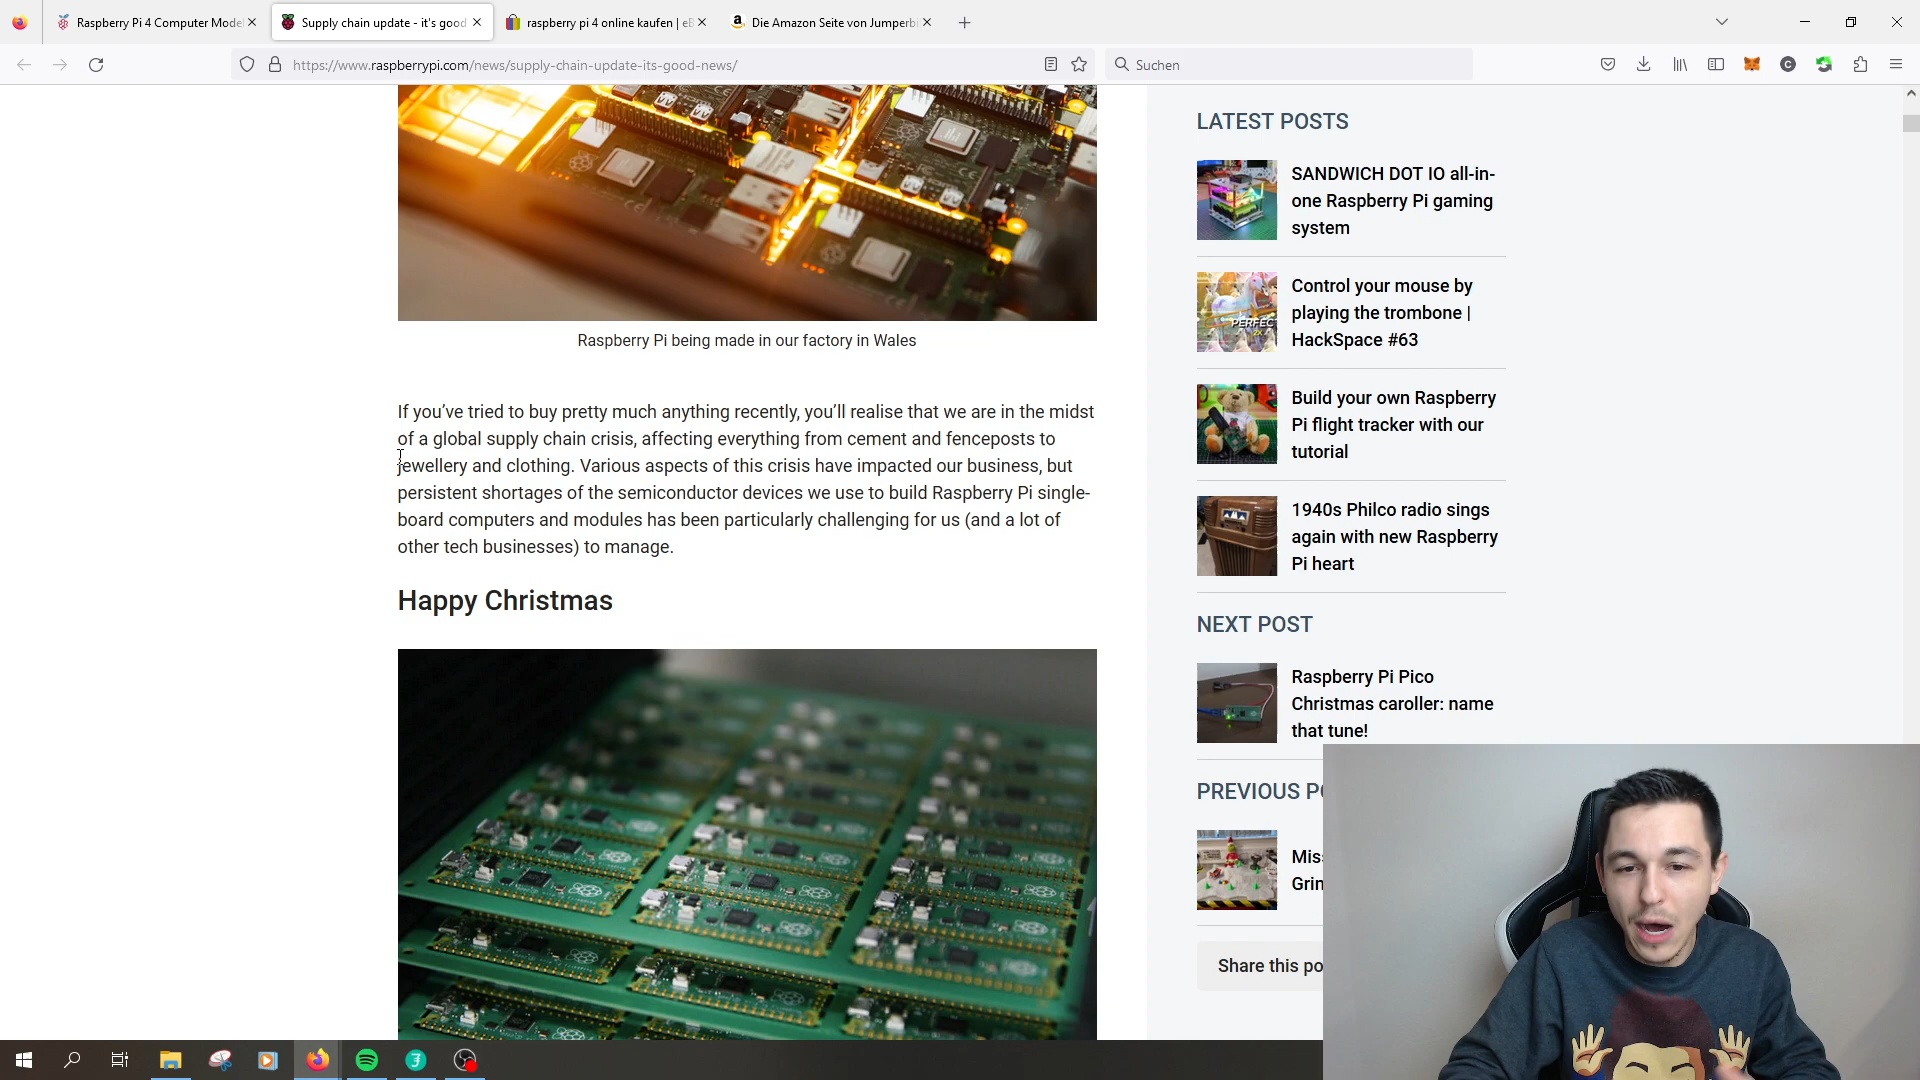 Raspberry Pi 4 Computer Model
Supply chain update - it's good
raspberry pi 4 online kaufen | eB
Die Amazon Seite von Jumperb
https://www.raspberrypi.com/news/supply-chain-update-its-good-news/
Suchen
Raspberry Pi being made in our factory in Wales
If you've tried to buy pretty much anything recently, you'll realise that we are in the midst
of a global supply chain crisis, affecting everything from cement and fenceposts to
jewellery and clothing. Various aspects of this crisis have impacted our business, but
persistent shortages of the semiconductor devices we use to build Raspberry Pi single-
board computers and modules has been particularly challenging for us (and a lot of
other tech businesses) to manage.
Happy Christmas
LATEST POSTS
SANDWICH DOT IO all-in-
one Raspberry Pi gaming
system
PERFECT
Control your mouse by
playing the trombone |
HackSpace #63
Build your own Raspberry
Pi flight tracker with our
tutorial
1940s Philco radio sings
again with new Raspberry
Pi heart
NEXT POST
Raspberry Pi Pico
Christmas caroller: name
that tune!
PREVIOUS PO
Mis
Grin
Share this po